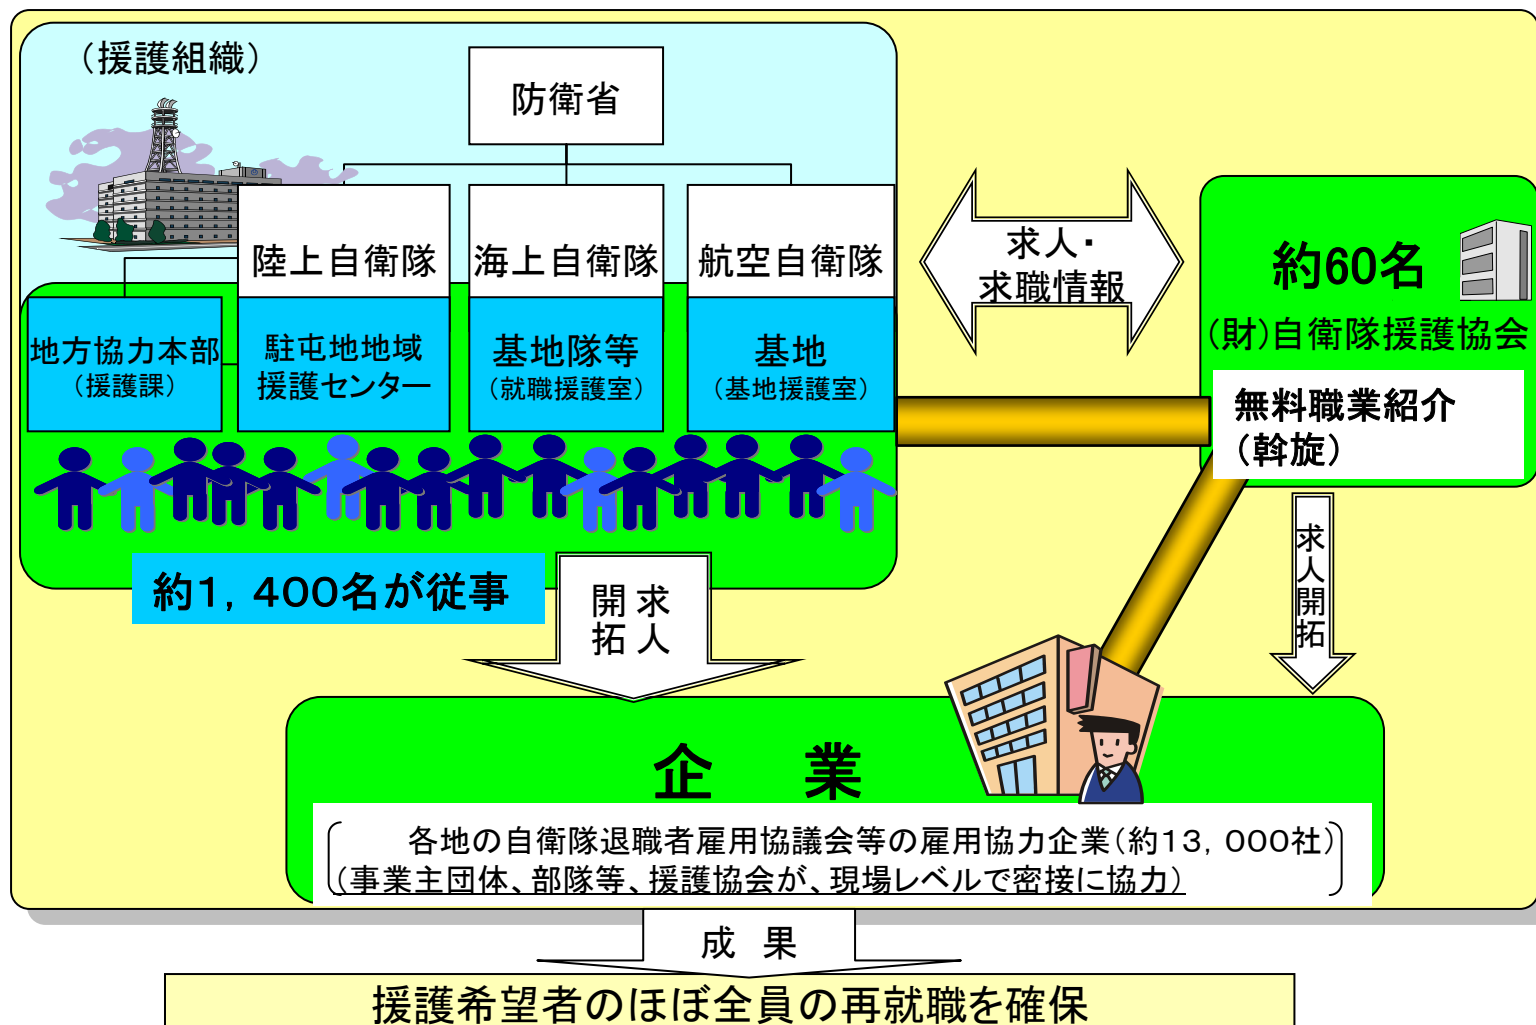 (援護組織)
防衛省
陸上自衛隊
海上自衛隊
航空自衛隊
地方協力本部
(援護課)
駐屯地地域
援護センター
基地隊等
(就職援護室)
基地
(基地援護室)
約1,400名が従事
求人・
求職情報
約60名
(財)自衛隊援護協会
無料職業紹介
(斡旋)
求人
開拓
求人開拓
企 業
各地の自衛隊退職者雇用協議会等の雇用協力企業(約13,000社)
(事業主団体、部隊等、援護協会が、現場レベルで密接に協力)
成 果
援護希望者のほぼ全員の再就職を確保